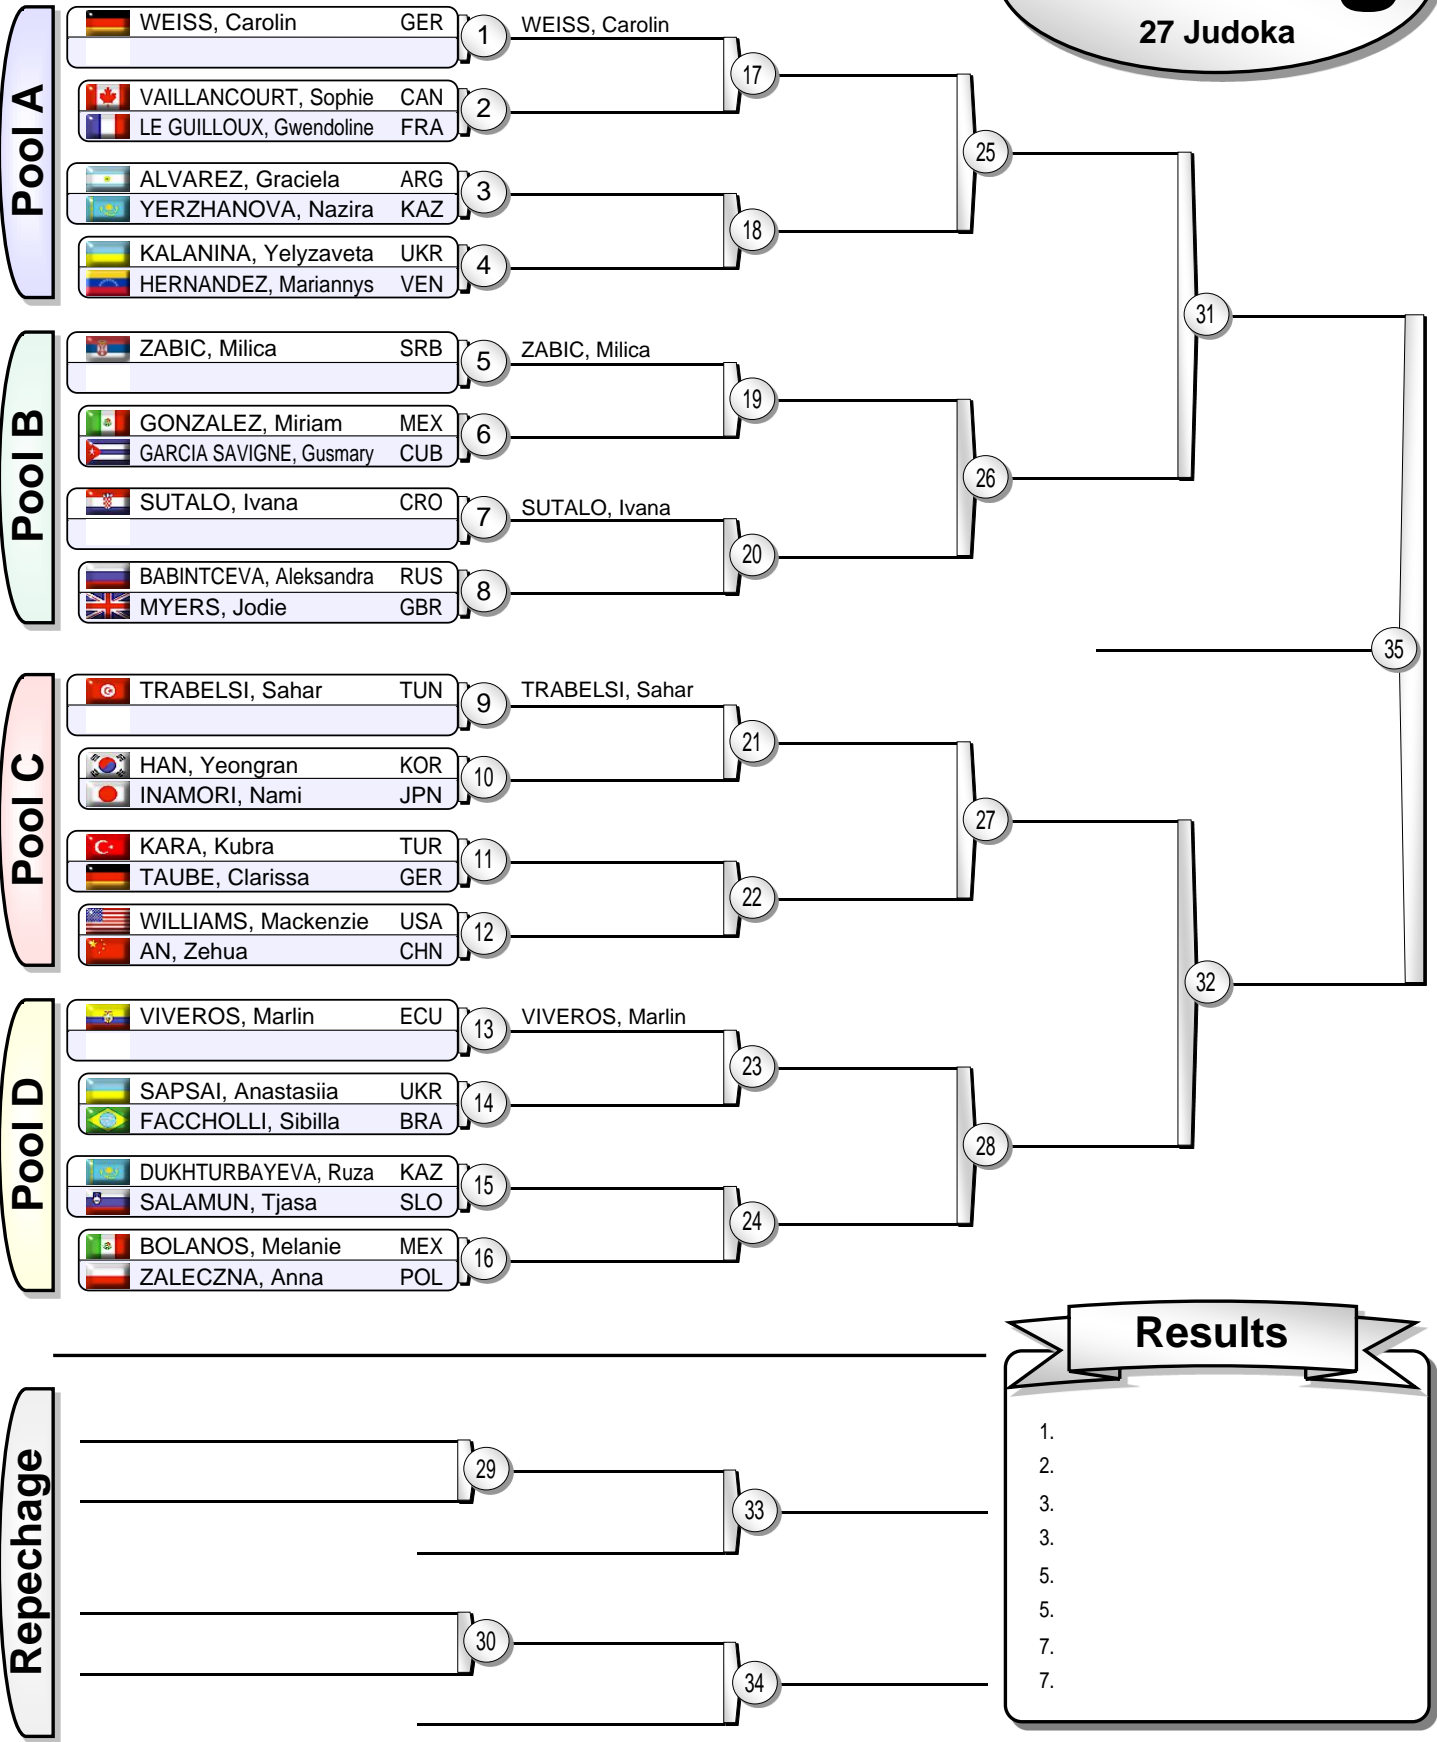 27 Judoka
Pool A
WEISS, Carolin GER 1 WEISS, Carolin
17
VAILLANCOURT, Sophie CAN
LE GUILLOUX, Gwendoline FRA
2
25
ALVAREZ, Graciela ARG
YERZHANOVA, Nazira KAZ
3
18
KALANINA, Yelyzaveta UKR
HERNANDEZ, Mariannys VEN
4
31
Pool B
ZABIC, Milica SRB 5 ZABIC, Milica
19
GONZALEZ, Miriam MEX
GARCIA SAVIGNE, Gusmary CUB
6
26
SUTALO, Ivana CRO 7 SUTALO, Ivana
20
BABINTCEVA, Aleksandra RUS
MYERS, Jodie GBR
8
35
Pool C
TRABELSI, Sahar TUN 9 TRABELSI, Sahar
21
HAN, Yeongran KOR
INAMORI, Nami JPN
10
27
KARA, Kubra TUR
TAUBE, Clarissa GER
11
22
WILLIAMS, Mackenzie USA
AN, Zehua CHN
12
32
Pool D
VIVEROS, Marlin ECU 13 VIVEROS, Marlin
23
SAPSAI, Anastasiia UKR
FACCHOLLI, Sibilla BRA
14
28
DUKHTURBAYEVA, Ruza KAZ
SALAMUN, Tjasa SLO
15
24
BOLANOS, Melanie MEX
ZALECZNA, Anna POL
16
Repechage
29
33
30
34
Results
1.
2.
3.
3.
5.
5.
7.
7.